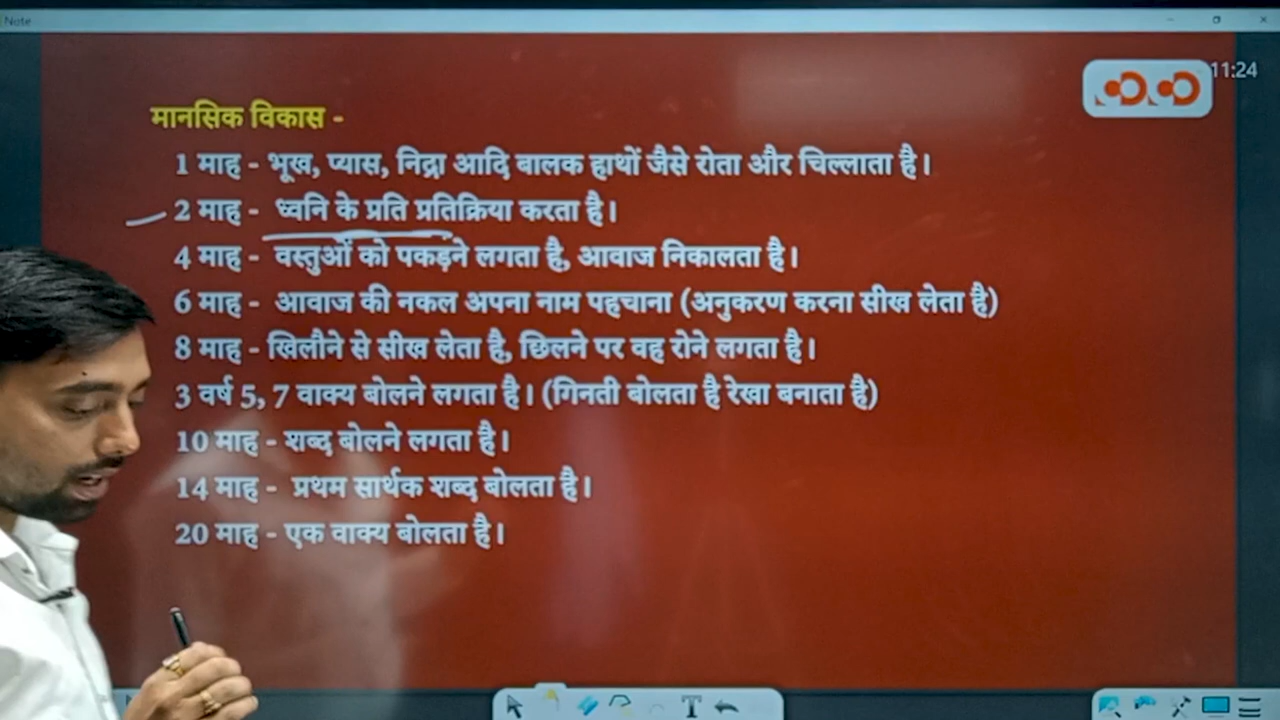 Note
11:24
मानसिक विकास -
1 माह - भूख, प्यास, निद्रा आदि बालक हाथों जैसे रोता और चिल्लाता है।
2 माह - ध्वनि के प्रति प्रतिक्रिया करता है।
4 माह - वस्तुओं को पकड़ने लगता है, आवाज निकालता है।
6 माह - आवाज की नकल अपना नाम पहचाना (अनुकरण करना सीख लेता है)
8 माह - खिलौने से सीख लेता है, छिलने पर वह रोने लगता है।
3 वर्ष 5, 7 वाक्य बोलने लगता है। (गिनती बोलता है रेखा बनाता है)
10 माह - शब्द बोलने लगता है।
14 माह - प्रथम सार्थक शब्द बोलता है।
20 माह - एक वाक्य बोलता है।
T